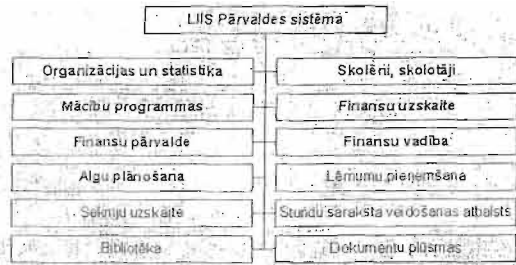 LIIS Pārvaldes sistēma
Organizācijas un statistika
Skolēni, skolotāji
Mācību programmas
Finansu uzskaite
Finansu pārvalde
Finansu vadība
Algu plānošana
Lēmumu pieņemšana
Sekmju uzskaite
Stundu saraksta veidošanas atbalsts
Bibliotēka
Dokumentu plūsmas